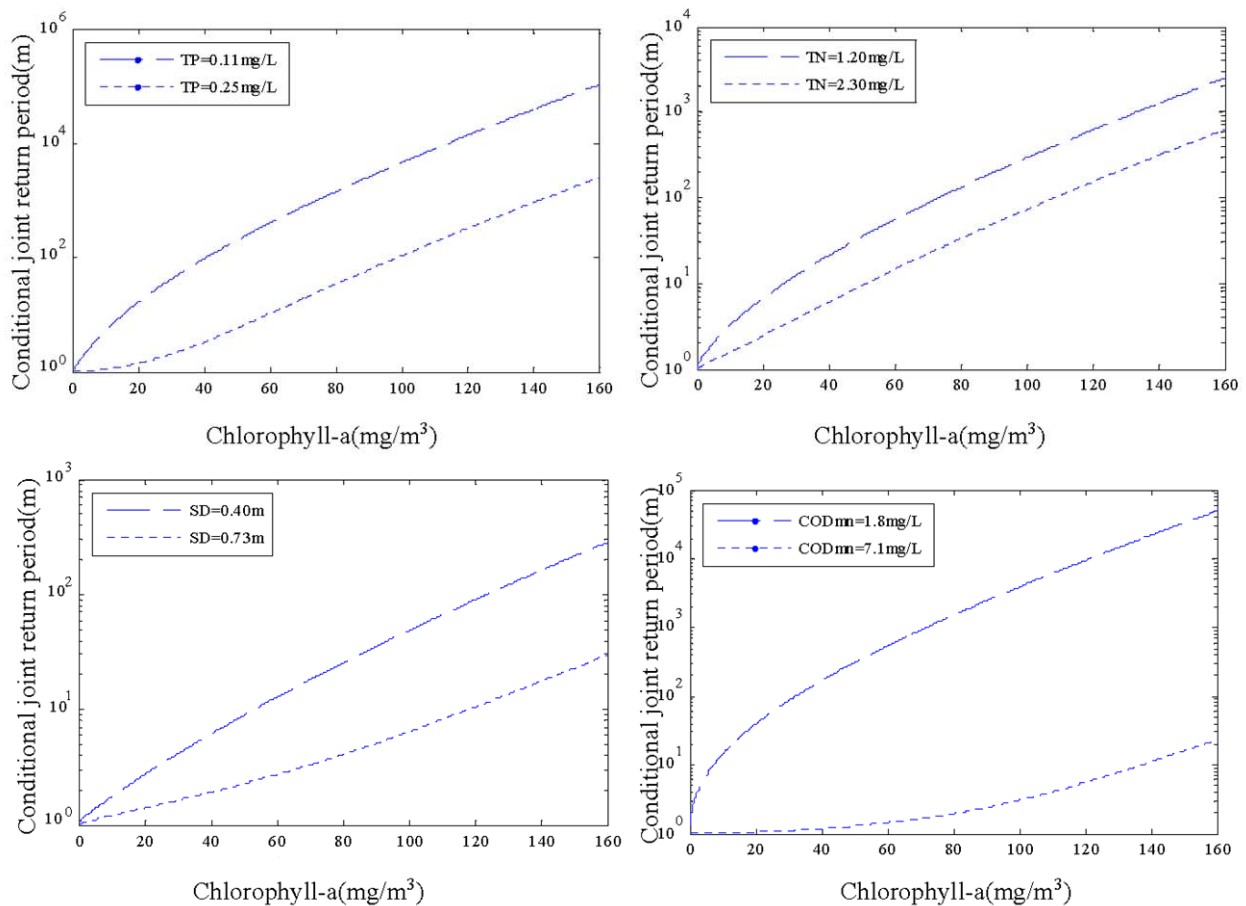 Conditional joint return period(m)
10^6
10^4
10^2
10^0
TP=0.11mg/L
TP=0.25mg/L
0 20 40 60 80 100 120 140 160
Chlorophyll-a(mg/m³)
Conditional joint return period(m)
10^4
10^3
10^2
10^1
10^0
TN=1.20mg/L
TN=2.30mg/L
0 20 40 60 80 100 120 140 160
Chlorophyll-a(mg/m³)
Conditional joint return period(m)
10^3
10^2
10^1
10^0
SD=0.40m
SD=0.73m
0 20 40 60 80 100 120 140 160
Chlorophyll-a(mg/m³)
Conditional joint return period(m)
10^5
10^4
10^3
10^2
10^1
10^0
CODmn=1.8mg/L
CODmn=7.1mg/L
0 20 40 60 80 100 120 140 160
Chlorophyll-a(mg/m³)